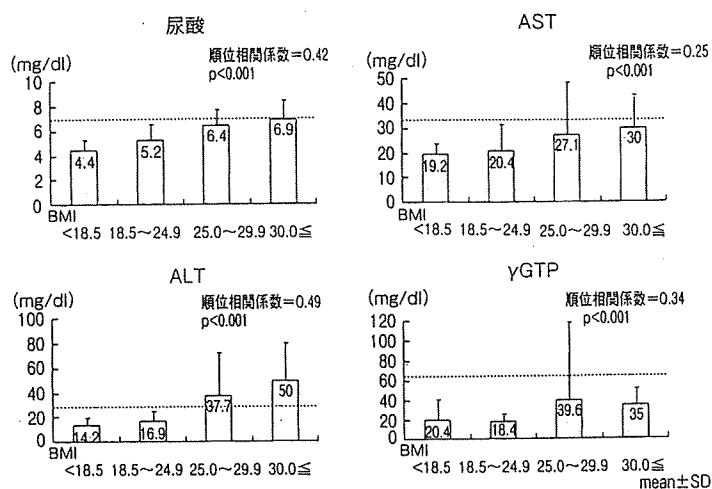 尿酸
(mg/dl)
順位相関係数=0.42
p<0.001
10
8
6
4
2
0
4.4
5.2
6.4
6.9
BMI
<18.5 18.5～24.9 25.0～29.9 30.0≦
AST
(mg/dl)
順位相関係数=0.25
p<0.001
50
40
30
20
10
0
19.2
20.4
27.1
30
BMI
<18.5 18.5～24.9 25.0～29.9 30.0≦
ALT
(mg/dl)
順位相関係数=0.49
p<0.001
100
80
60
40
20
0
14.2
16.9
37.7
50
BMI
<18.5 18.5～24.9 25.0～29.9 30.0≦
γGTP
(mg/dl)
順位相関係数=0.34
p<0.001
120
100
80
60
40
20
0
20.4
18.4
39.6
35
BMI
<18.5 18.5～24.9 25.0～29.9 30.0≦
mean±SD